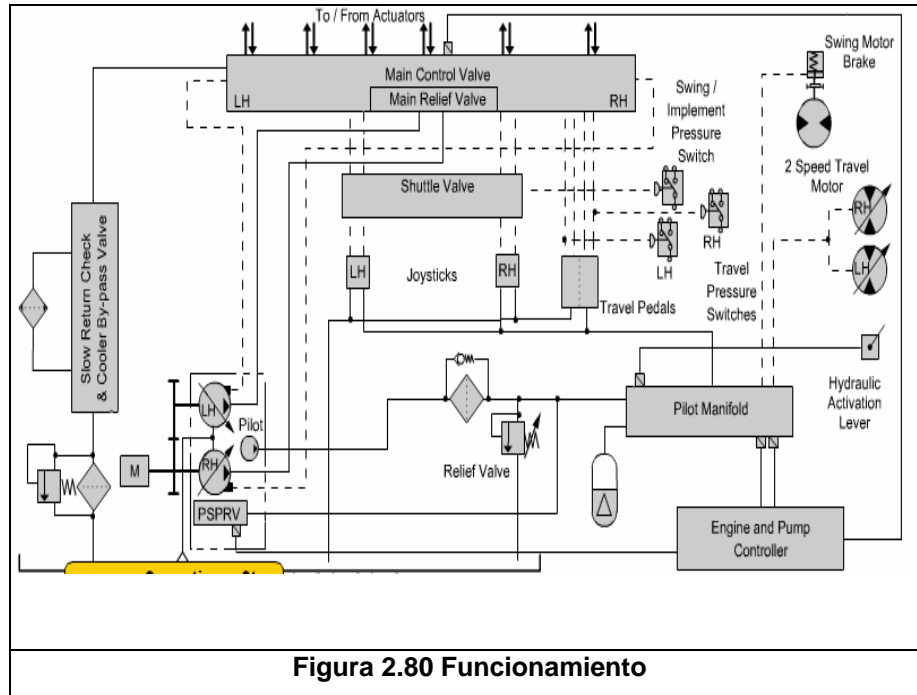 To / From Actuators
Main Control Valve
LH
Main Relief Valve
RH
Swing Motor
Brake
Swing /
Implement
Pressure
Switch
2 Speed Travel
Motor
Shuttle Valve
RH
RH
LH
LH
LH
Joysticks
RH
Travel Pedals
Travel
Pressure
Switches
Slow Return Check
& Cooler By-pass Valve
Hydraulic
Activation
Lever
LH
Pilot
Pilot Manifold
RH
M
Relief Valve
PSPRV
Engine and Pump
Controller
Figura 2.80 Funcionamiento